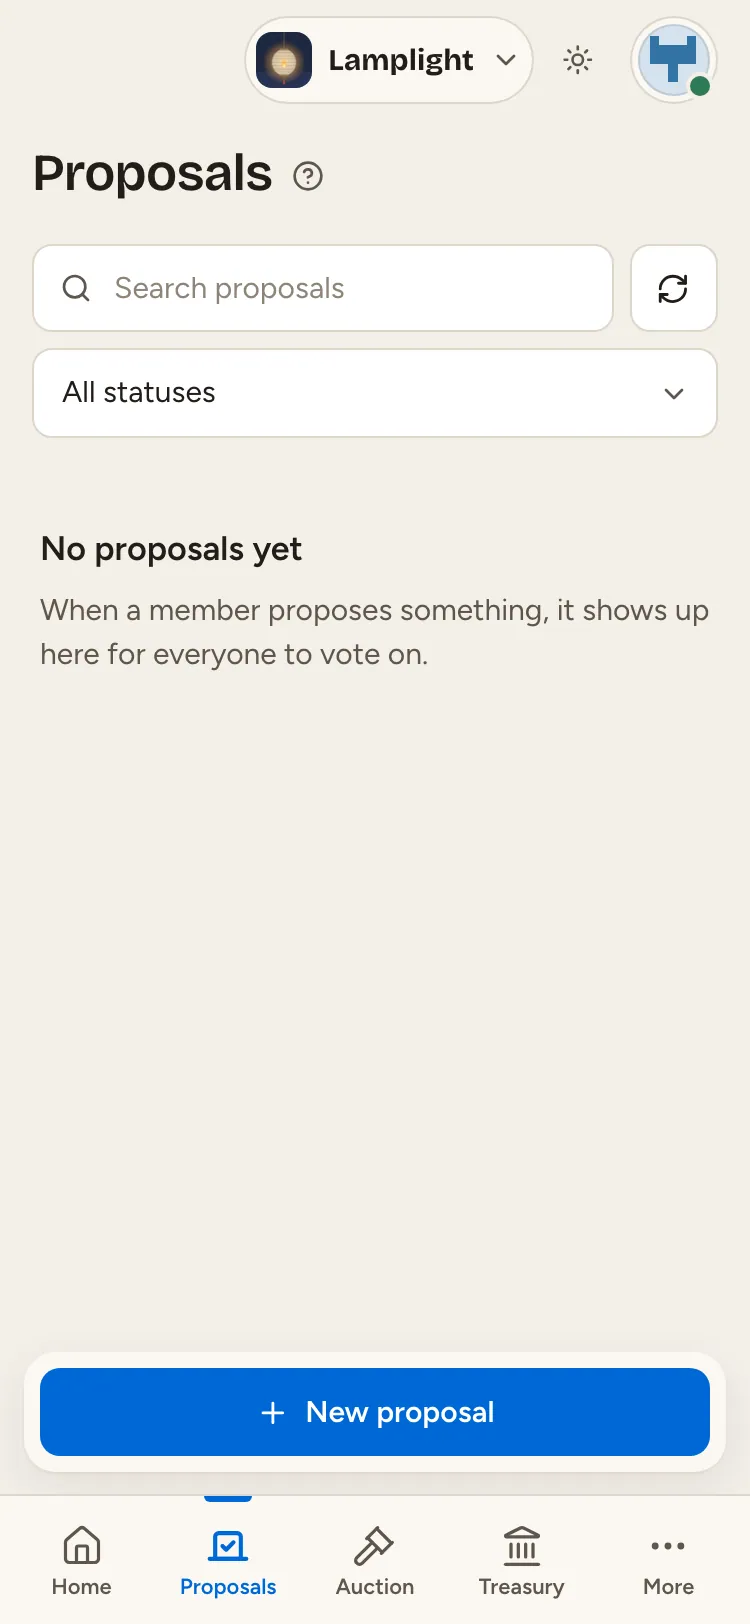 Lamplight
Proposals
Search proposals
All statuses
No proposals yet
When a member proposes something, it shows up
here for everyone to vote on.
New proposal
Home
Proposals
Auction
Treasury
More